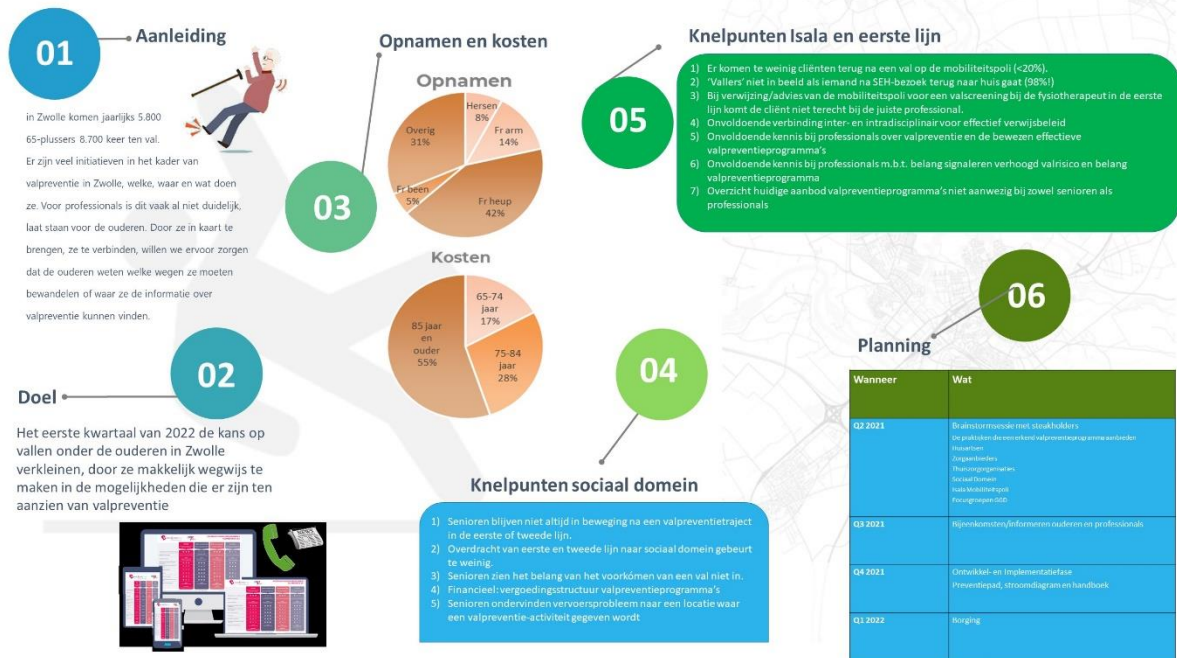 01
Aanleiding
in Zwolle komen jaarlijks 5.800
65-plussers 8.700 keer ten val.
Er zijn veel initiatieven in het kader van
valpreventie in Zwolle, welke, waar en wat doen
ze. Voor professionals is dit vaak al niet duidelijk,
laat staan voor de ouderen. Door ze in kaart te
brengen, ze te verbinden, willen we ervoor zorgen
dat de ouderen weten welke wegen ze moeten
bewandelen of waar ze de informatie over
valpreventie kunnen vinden.
02
Doel
Het eerste kwartaal van 2022 de kans op
vallen onder de ouderen in Zwolle
verkleinen, door ze makkelijk wegwijs te
maken in de mogelijkheden die er zijn ten
aanzien van valpreventie
03
Opnamen en kosten
Opnamen
Hersen
8%
Fr arm
14%
Fr heup
42%
Fr been
5%
Overig
31%
Kosten
65-74
jaar
17%
75-84
jaar
28%
85 jaar
en
ouder
55%
04
Knelpunten sociaal domein
1) Senioren blijven niet altijd in beweging na een valpreventietraject
in de eerste of tweede lijn.
2) Overdracht van eerste en tweede lijn naar sociaal domein gebeurt
te weinig.
3) Senioren zien het belang van het voorkómen van een val niet in.
4) Financieel: vergoedingsstructuur valpreventieprogramma's
5) Senioren ondervinden vervoersprobleem naar een locatie waar
een valpreventie-activiteit gegeven wordt
05
Knelpunten Isala en eerste lijn
1) Er komen te weinig cliënten terug na een val op de mobiliteitspoli (<20%).
2) 'Vallers' niet in beeld als iemand na SEH-bezoek terug naar huis gaat (98%!)
3) Bij verwijzing/advies van de mobiliteitspoli voor een valscreening bij de fysiotherapeut in de eerste
lijn komt de cliënt niet terecht bij de juiste professional.
4) Onvoldoende verbinding inter- en intradisciplinair voor effectief verwijsbeleid
5) Onvoldoende kennis bij professionals over valpreventie en de bewezen effectieve
valpreventieprogramma's
6) Onvoldoende kennis bij professionals m.b.t. belang signaleren verhoogd valrisico en belang
valpreventieprogramma
7) Overzicht huidige aanbod valpreventieprogramma's niet aanwezig bij zowel senioren als
professionals
06
Planning
Wanneer Wat
Q2 2021 Brainstormsessie met steakholders
De praktijken die een erkend valpreventieprogramma aanbieden
Huisartsen
Zorgaanbieders
Thuiszorgorganisaties
Sociaal Domein
Isala Mobiliteitspoli
Focusgroepen GGD
Q3 2021 Bijeenkomsten/informeren ouderen en professionals
Q4 2021 Ontwikkel- en Implementatiefase
Preventiepad, stroomdiagram en handboek
Q1 2022 Borging